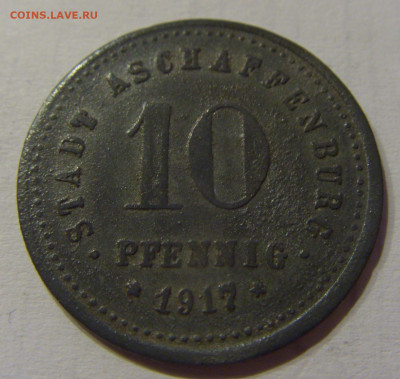 COINS.LAVE.RU
· STADT ASCHAFFENBURG ·
10
PFENNIG
* 1917 *